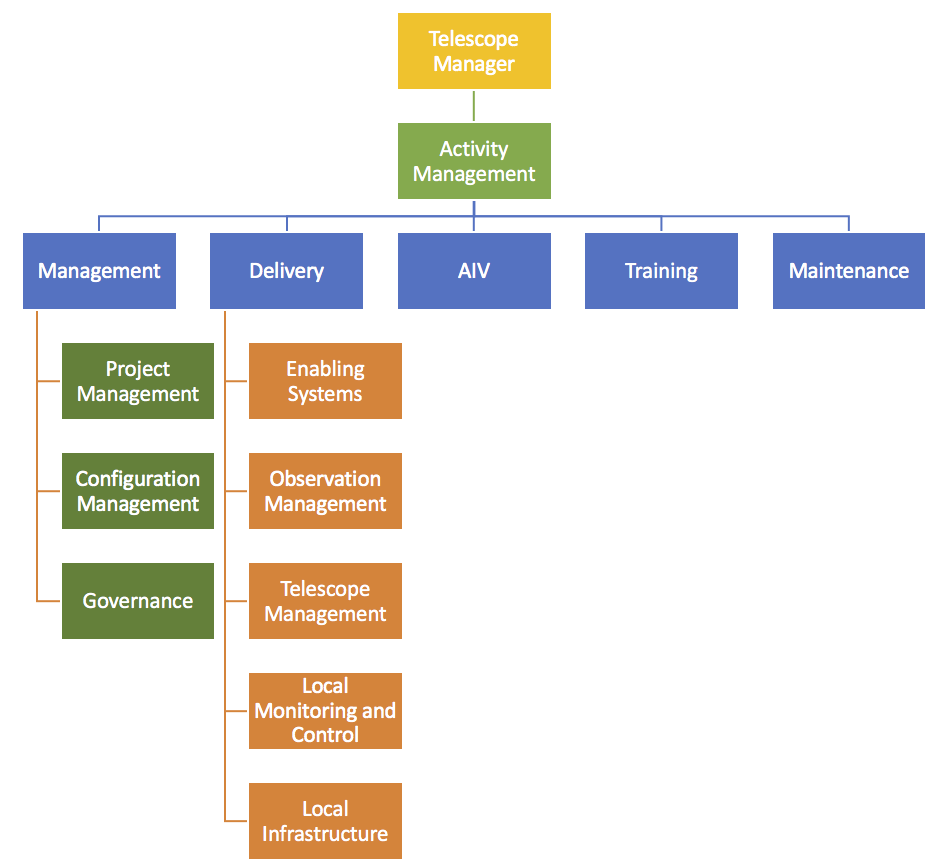 Telescope
Manager
Activity
Management
Management
Delivery
AIV
Training
Maintenance
Project
Management
Configuration
Management
Governance
Enabling
Systems
Observation
Management
Telescope
Management
Local
Monitoring and
Control
Local
Infrastructure